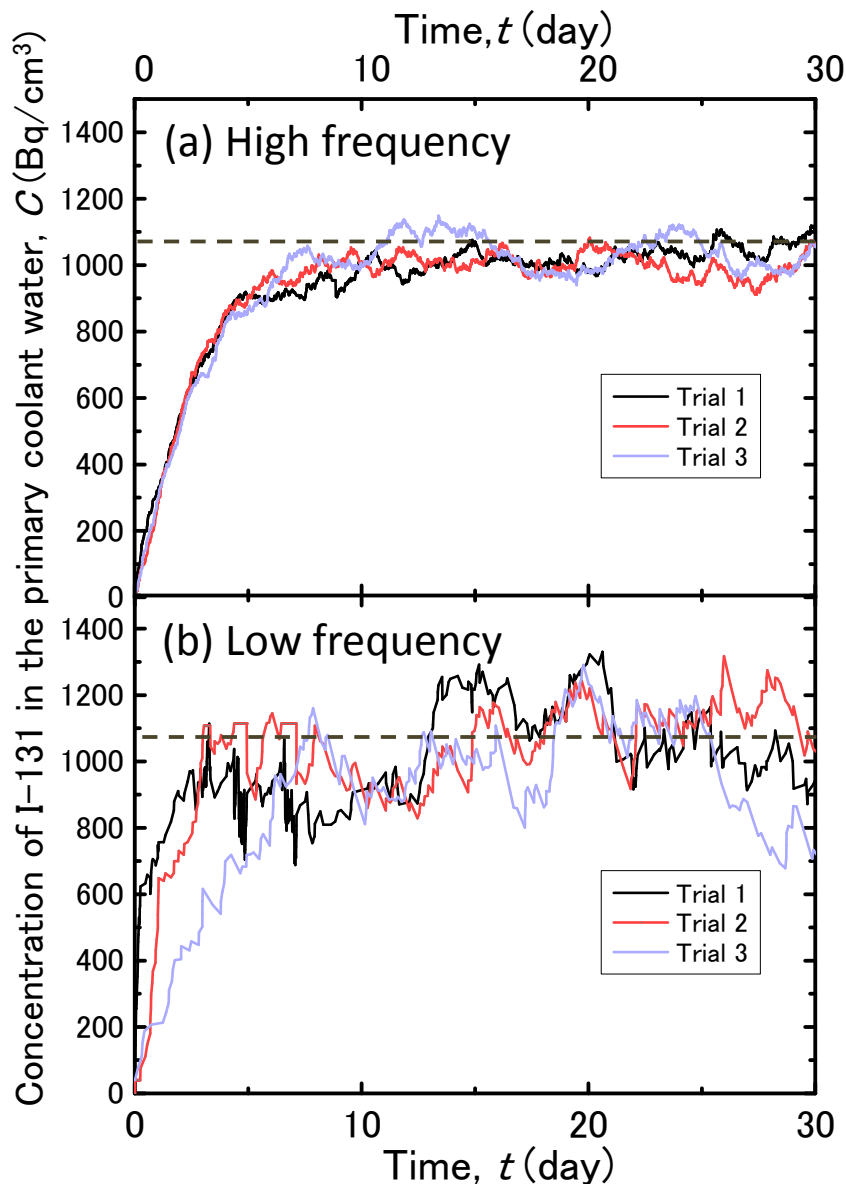 Time, t (day)
0 10 20 30
Concentration of I-131 in the primary coolant water, C (Bq/cm³)
(a) High frequency
1400
1200
1000
800
600
400
200
0
Trial 1
Trial 2
Trial 3
(b) Low frequency
1400
1200
1000
800
600
400
200
0
Trial 1
Trial 2
Trial 3
0 10 20 30
Time, t (day)